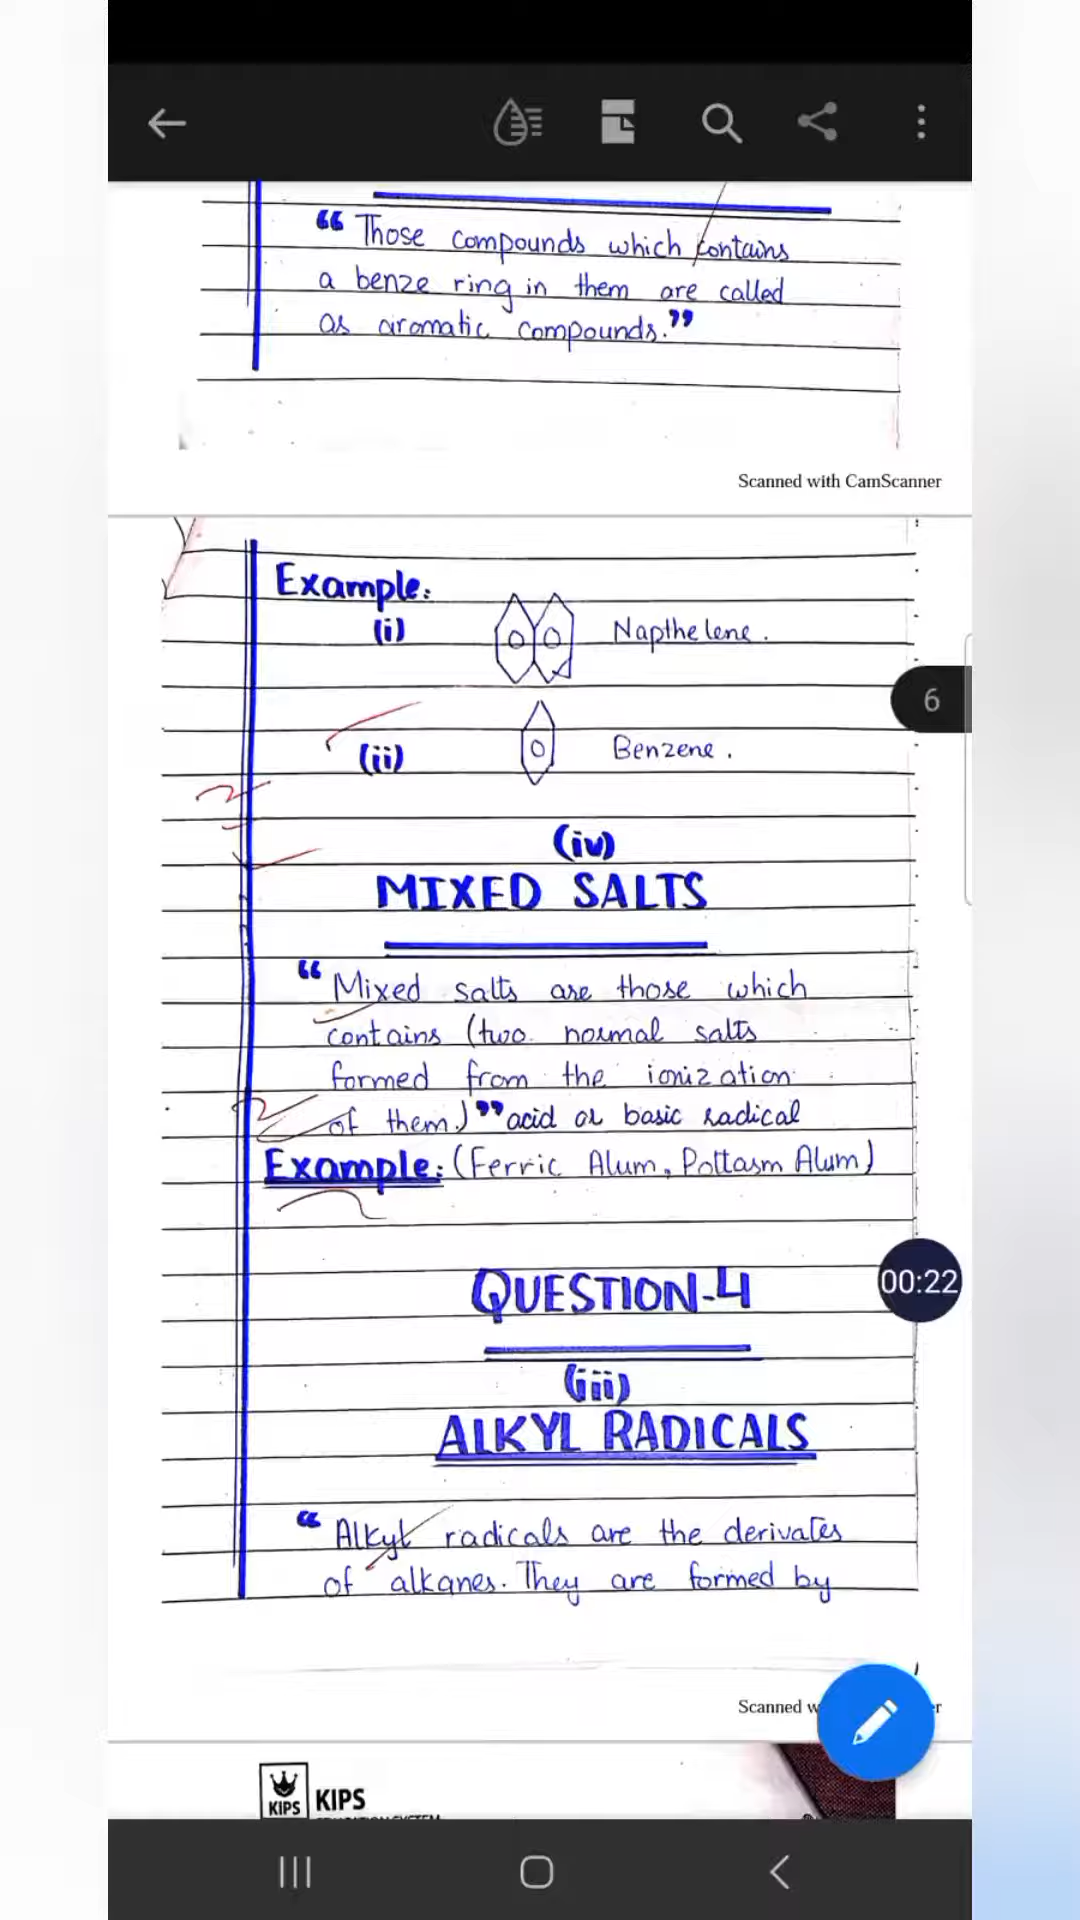 “Those compounds which contains
a benze ring in them are called
as aromatic compounds.”
Scanned with CamScanner
Example:
(i) Napthelene.
6
(ii) Benzene.
(iv)
MIXED SALTS
“Mixed salts are those which
contains (two normal salts
formed from the ionization
of them.)” acid or basic radical
Example: (Ferric Alum, Pottasm Alum)
QUESTION-4
00:22
(iii)
ALKYL RADICALS
“Alkyl radicals are the derivates
of alkanes. They are formed by
Scanned
KIPS KIPS